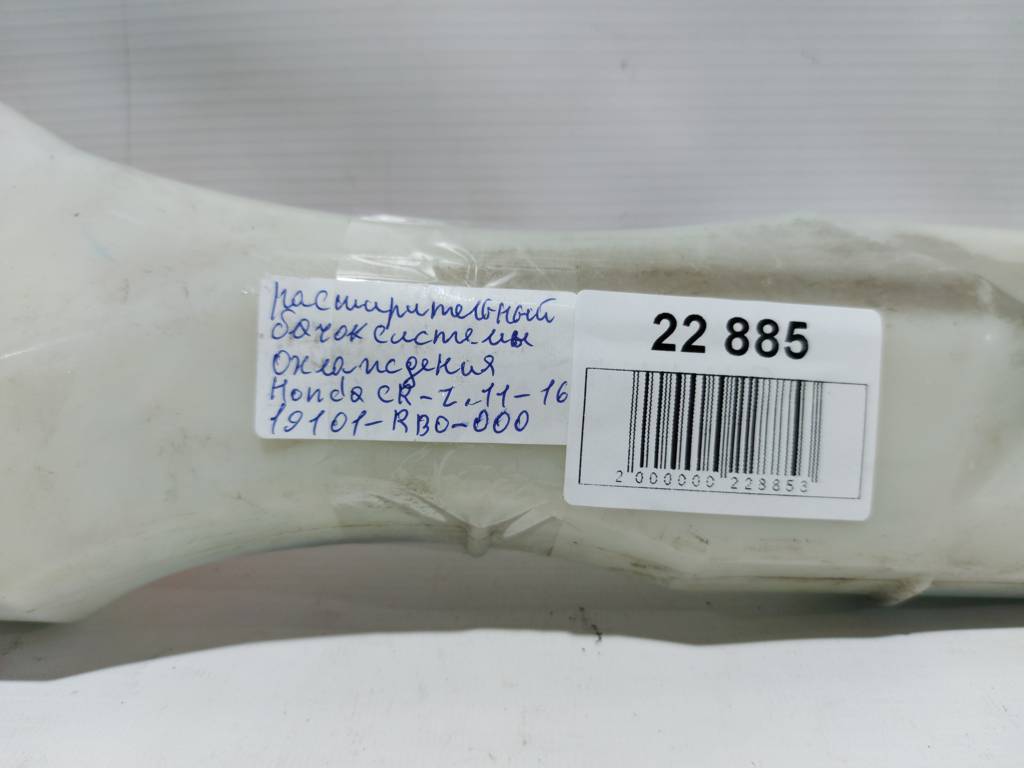 расширительный
бачок системы
охлаждения
Honda CR-Z, 11-16
19101-RB0-000
22 885
2 000000 228853